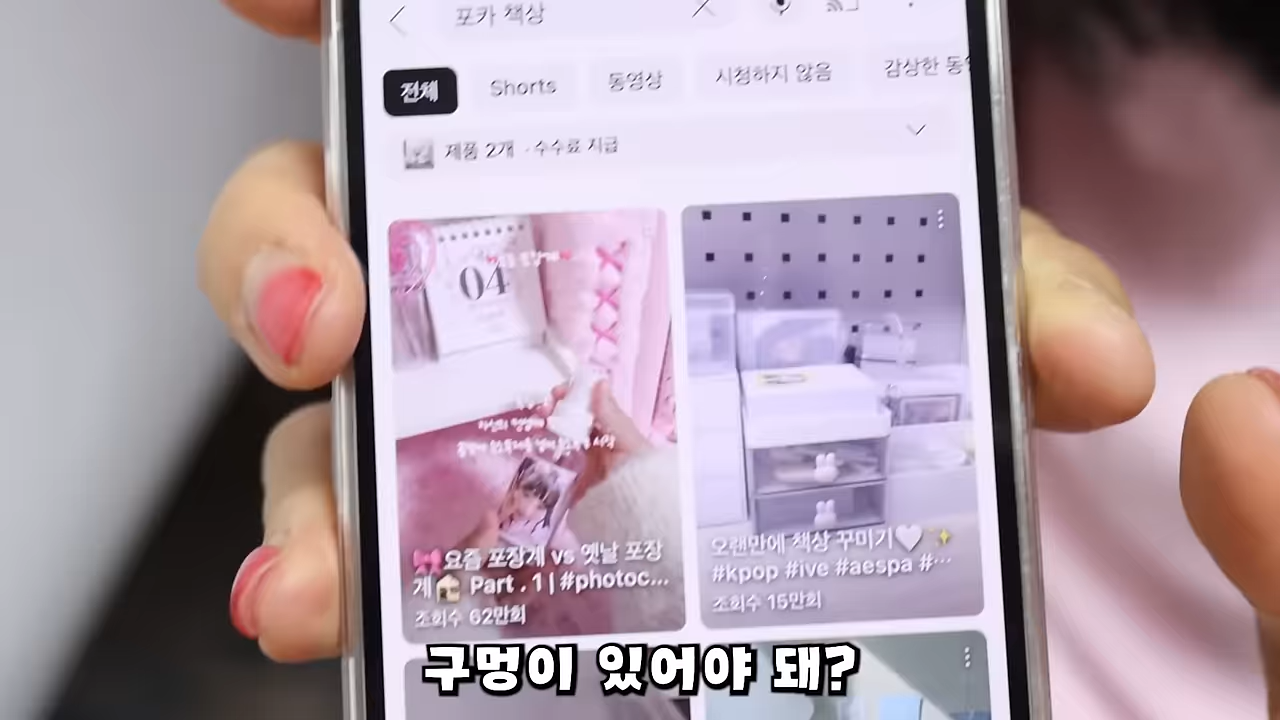 포카 책상
전체
Shorts
동영상
시청하지 않음
감상한 동
제품 2개 · 수수료 지급
04
🎀요즘 포장계 vs 옛날 포장
계🏠 Part . 1 | #photoc...
조회수 62만회
오랜만에 책상 꾸미기🤍✨
#kpop #ive #aespa #...
조회수 15만회
구멍이 있어야 돼?